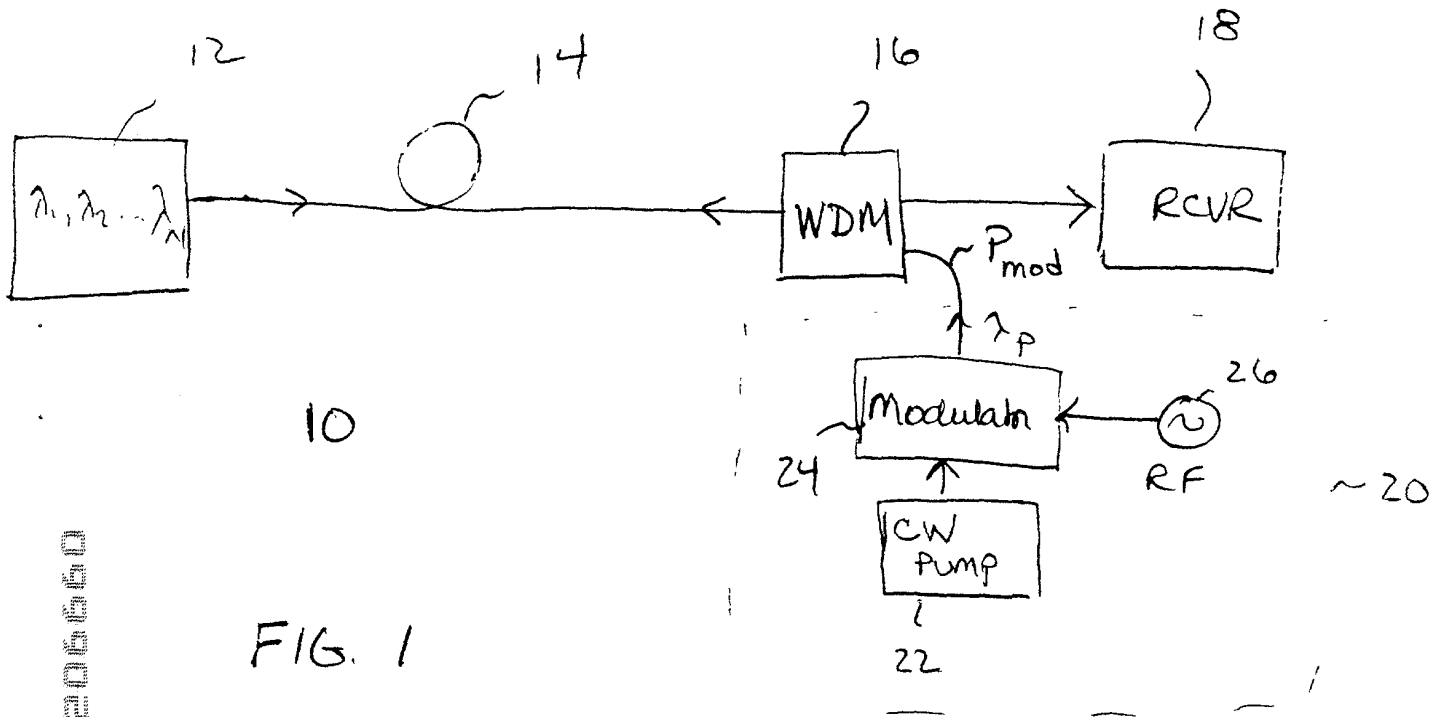 12
14
16
18
λ1, λ2 ... λN
WDM
RCVR
Pmod
λP
Modulator
26
10
24
RF
~ 20
CW
Pump
FIG. 1
22